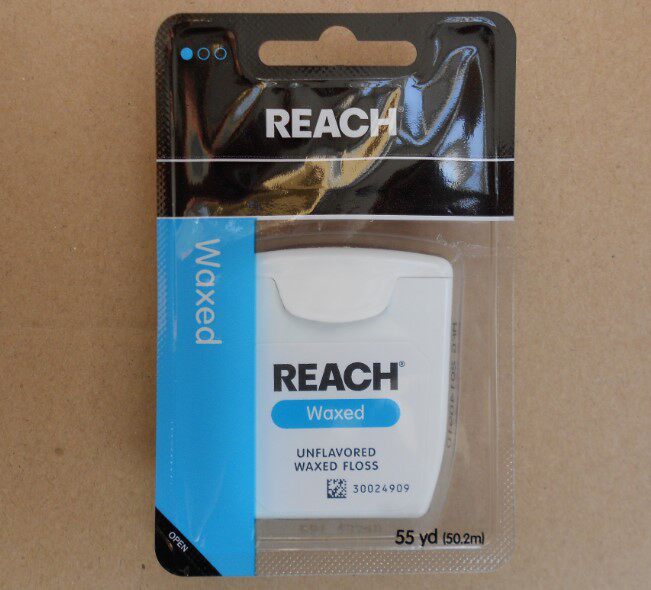 REACH
Waxed
REACH®
Waxed
UNFLAVORED
WAXED FLOSS
30024909
OPEN
55 yd (50.2m)